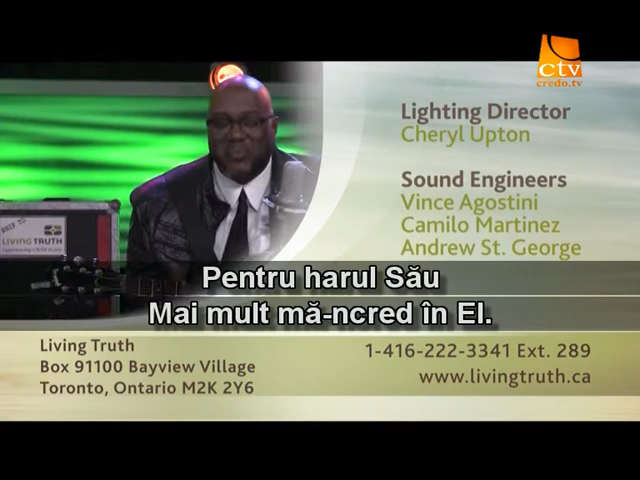 ctv
credo.tv
Lighting Director
Cheryl Upton
Sound Engineers
Vince Agostini
Camilo Martinez
Andrew St. George
LIVING TRUTH
Pentru harul Său
Mai mult mă-ncred în El.
Living Truth
Box 91100 Bayview Village
Toronto, Ontario M2K 2Y6
1-416-222-3341 Ext. 289
www.livingtruth.ca